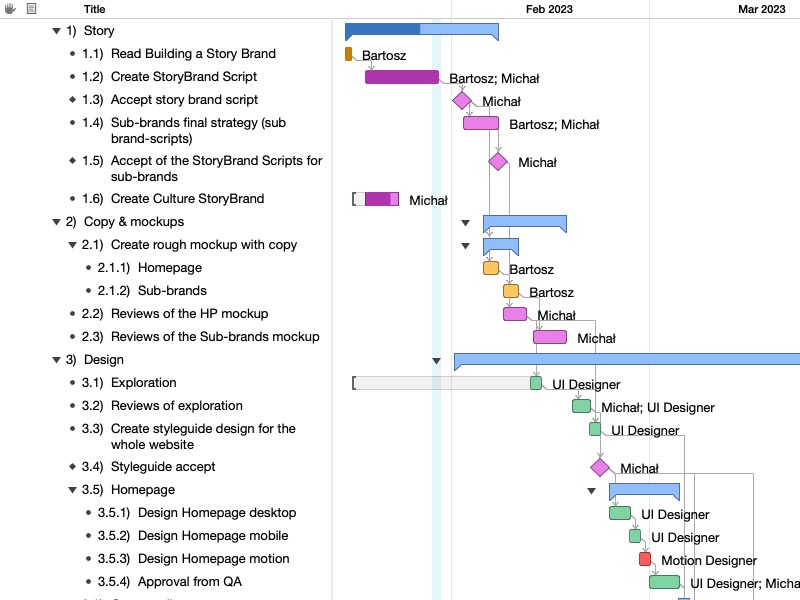 Title Feb 2023 Mar 2023
1) Story
1.1) Read Building a Story Brand Bartosz
1.2) Create StoryBrand Script Bartosz; Michał
1.3) Accept story brand script Michał
1.4) Sub-brands final strategy (sub Bartosz; Michał
brand-scripts)
1.5) Accept of the StoryBrand Scripts for Michał
sub-brands
1.6) Create Culture StoryBrand Michał
2) Copy & mockups
2.1) Create rough mockup with copy
2.1.1) Homepage Bartosz
2.1.2) Sub-brands Bartosz
2.2) Reviews of the HP mockup Michał
2.3) Reviews of the Sub-brands mockup Michał
3) Design
3.1) Exploration UI Designer
3.2) Reviews of exploration Michał; UI Designer
3.3) Create styleguide design for the UI Designer
whole website
3.4) Styleguide accept Michał
3.5) Homepage
3.5.1) Design Homepage desktop UI Designer
3.5.2) Design Homepage mobile UI Designer
3.5.3) Design Homepage motion Motion Designer
3.5.4) Approval from QA UI Designer; Micha